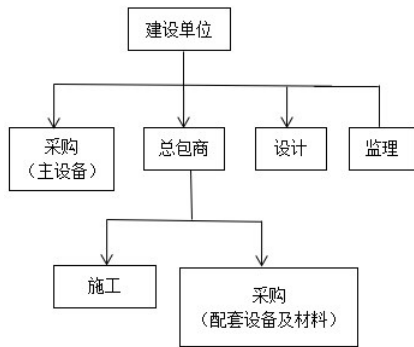 建设单位
采购
（主设备）
总包商
设计
监理
施工
采购
（配套设备及材料）